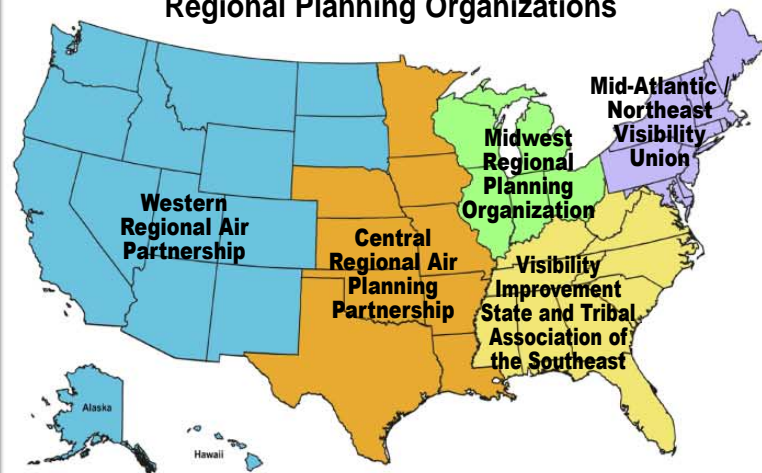 Regional Planning Organizations
Mid-Atlantic /
Northeast
Visibility
Union
Midwest
Regional
Planning
Organization
Western
Regional Air
Partnership
Central
Regional Air
Planning
Partnership
Visibility
Improvement
State and Tribal
Association of
the Southeast
Alaska
Hawaii